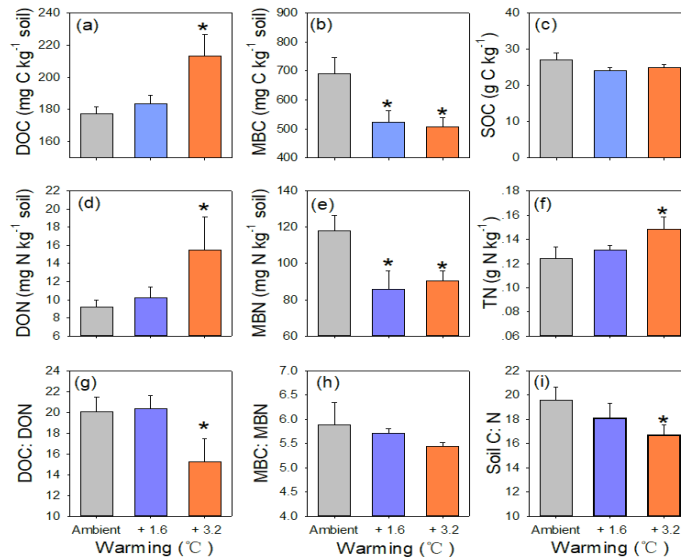 (a)
DOC (mg C kg⁻¹ soil)
240
220
200
180
160
*
(b)
MBC (mg C kg⁻¹ soil)
900
800
700
600
500
400
*
*
(c)
SOC (g C kg⁻¹)
40
30
20
10
0
(d)
DON (mg N kg⁻¹ soil)
22
20
18
16
14
12
10
8
6
*
(e)
MBN (mg N kg⁻¹ soil)
140
120
100
80
60
*
*
(f)
TN (g N kg⁻¹)
.18
.16
.14
.12
.10
.08
.06
*
(g)
DOC: DON
24
22
20
18
16
14
12
10
*
Ambient + 1.6 + 3.2
Warming (℃)
(h)
MBC: MBN
6.5
6.0
5.5
5.0
4.5
4.0
Ambient + 1.6 + 3.2
Warming (℃)
(i)
Soil C: N
22
20
18
16
14
12
10
*
Ambient + 1.6 + 3.2
Warming (℃)